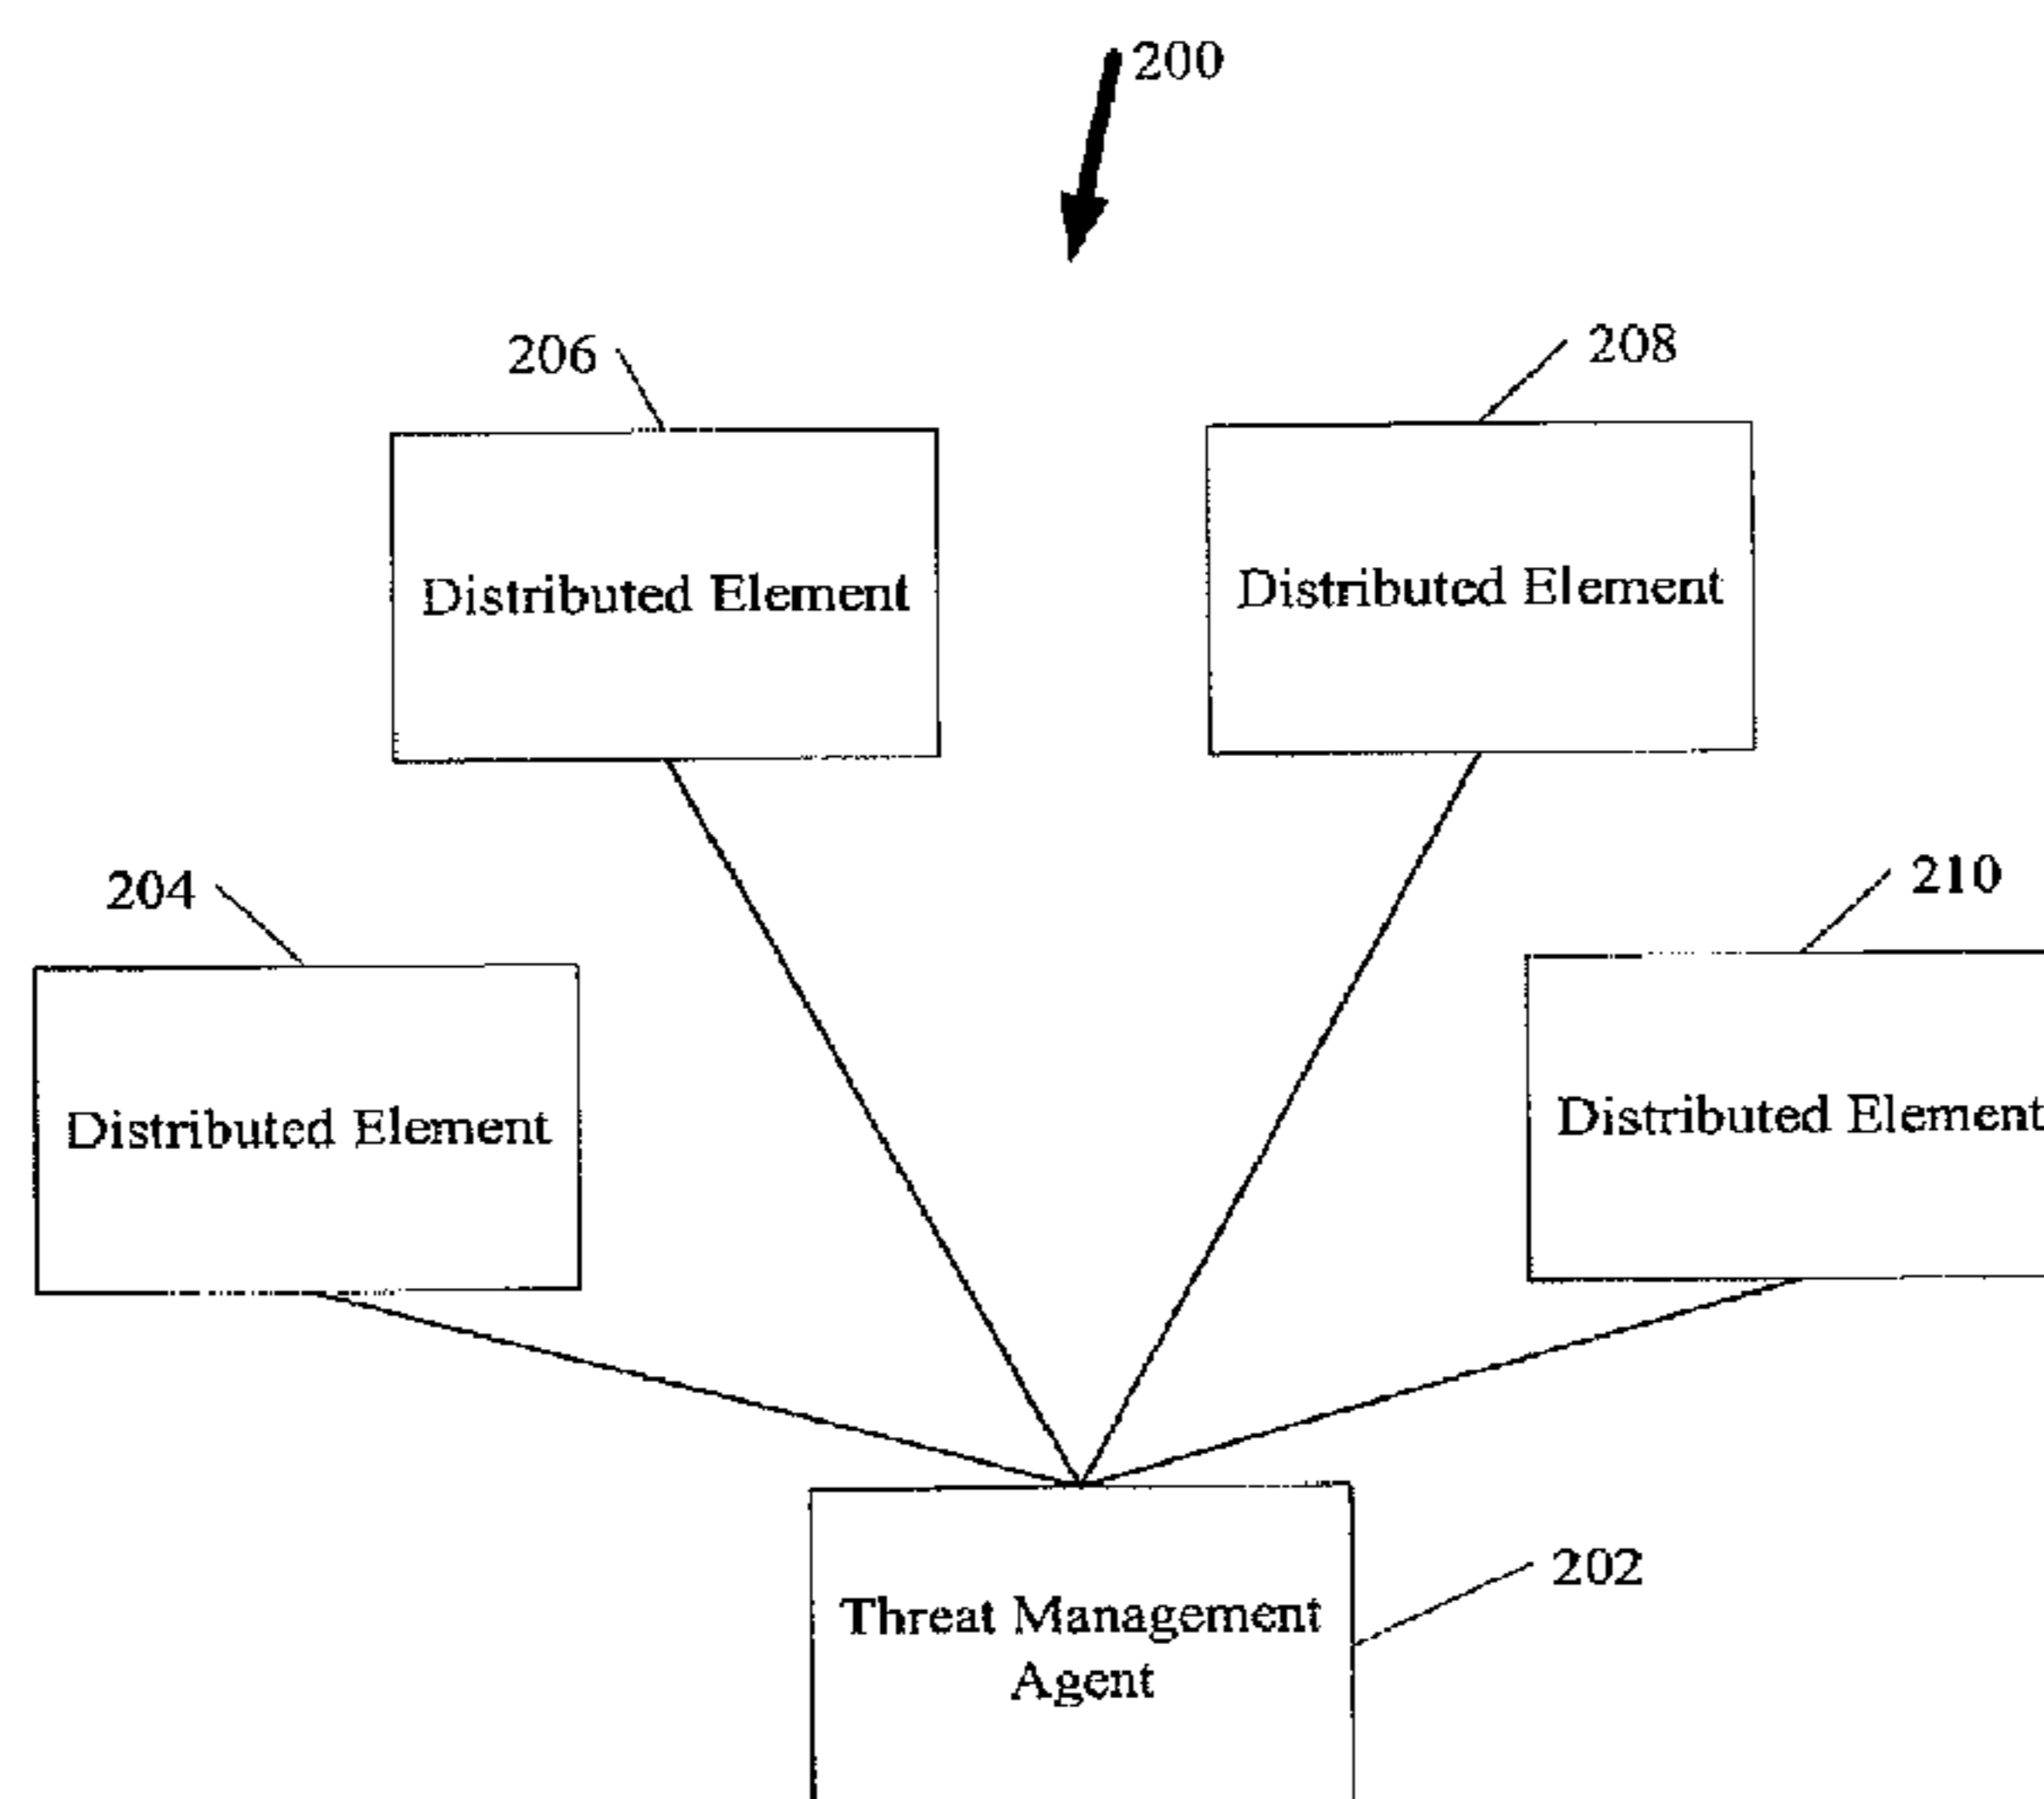 200
206
208
Distributed Element
Distributed Element
204
210
Distributed Element
Distributed Element
Threat Management
Agent
202